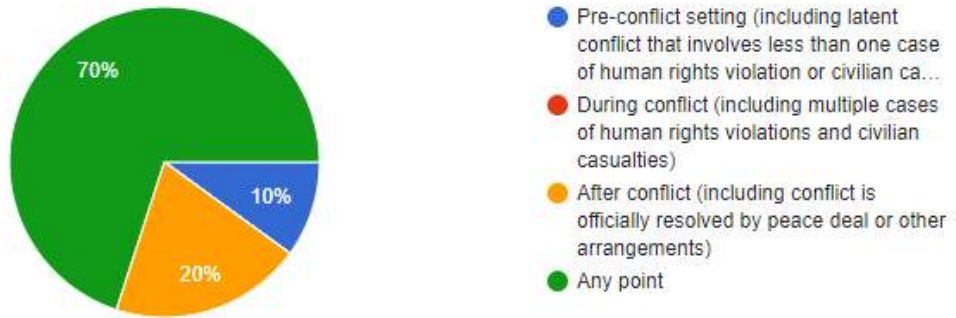 70%
10%
20%
Pre-conflict setting (including latent
conflict that involves less than one case
of human rights violation or civilian ca...
During conflict (including multiple cases
of human rights violations and civilian
casualties)
After conflict (including conflict is
officially resolved by peace deal or other
arrangements)
Any point